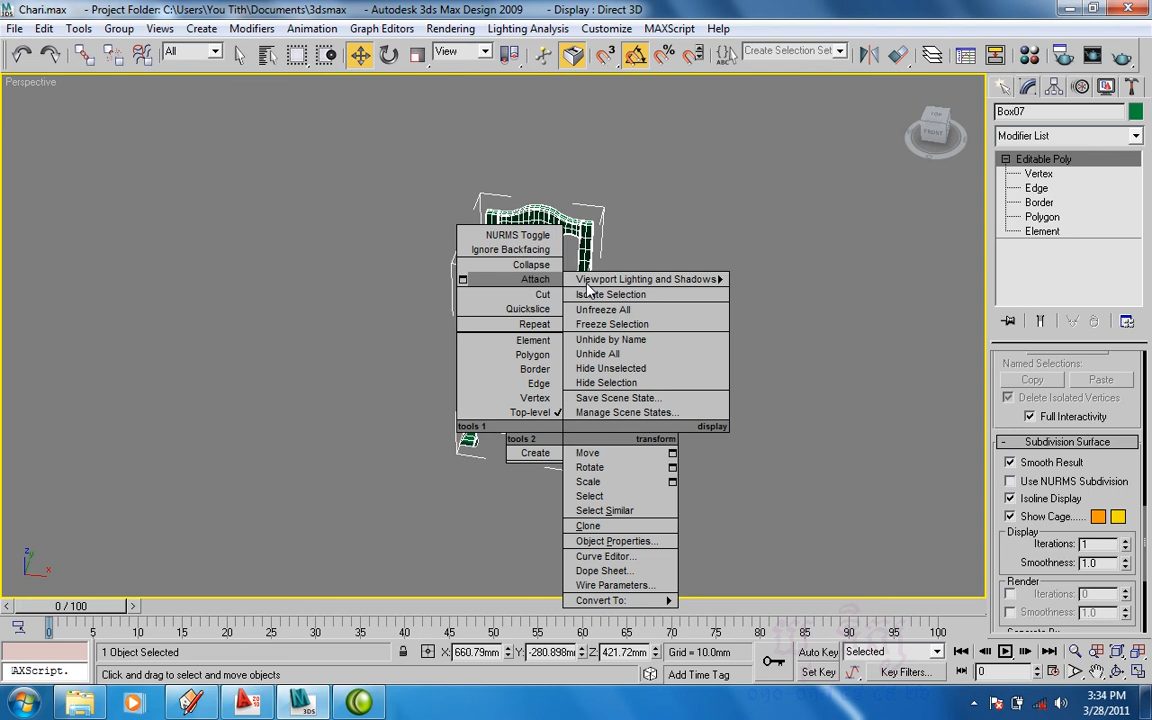 Chari.max - Project Folder: C:\Users\You Tith\Documents\3dsmax - Autodesk 3ds Max Design 2009 - Display : Direct 3D
File Edit Tools Group Views Create Modifiers Animation Graph Editors Rendering Lighting Analysis Customize MAXScript Help
All View Create Selection Set
Perspective
TOP
FRONT
Box07
Modifier List
Editable Poly
Vertex
Edge
Border
Polygon
Element
NURMS Toggle
Ignore Backfacing
Collapse
Attach
Cut
Quickslice
Repeat
Element
Polygon
Border
Edge
Vertex
Top-level
tools 1
tools 2
Create
Viewport Lighting and Shadows
Isolate Selection
Unfreeze All
Freeze Selection
Unhide by Name
Unhide All
Hide Unselected
Hide Selection
Save Scene State...
Manage Scene States...
display
transform
Move
Rotate
Scale
Select
Select Similar
Clone
Object Properties...
Curve Editor...
Dope Sheet...
Wire Parameters...
Convert To:
Named Selections:
Copy Paste
Delete Isolated Vertices
Full Interactivity
- Subdivision Surface
Smooth Result
Use NURMS Subdivision
Isoline Display
Show Cage......
Display
Iterations: 1
Smoothness: 1.0
Render
Iterations: 0
Smoothness: 1.0
z
x
< 0 / 100 >
0 5 10 15 20 25 30 35 40 45 50 55 60 65 70 75 80 85 90 95 100
1 Object Selected X: 660.79mm Y: -280.898m Z: 421.72mm Grid = 10.0mm Auto Key Selected
AXScript. Click and drag to select and move objects Add Time Tag Set Key Key Filters... 0
3:34 PM
3/28/2011